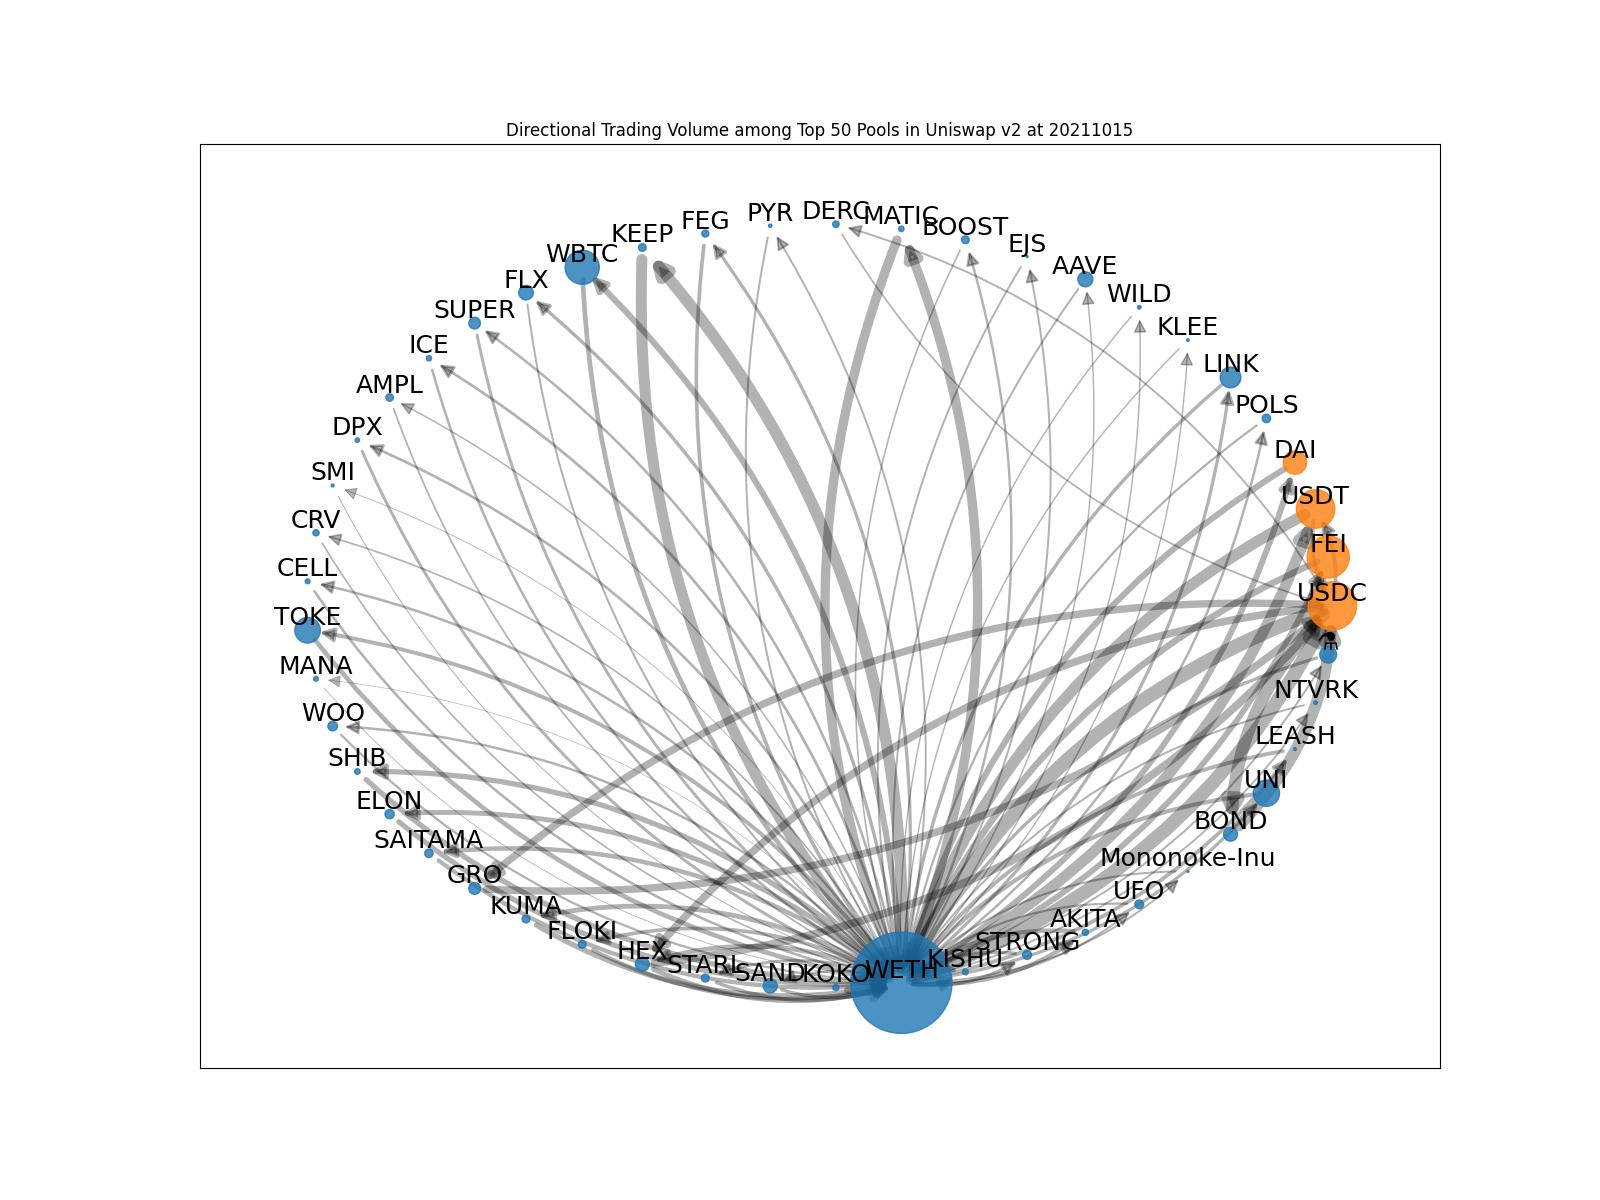 Directional Trading Volume among Top 50 Pools in Uniswap v2 at 20211015
DERC
PYR
MATIC
FEG
BOOST
KEEP
EJS
WBTC
AAVE
FLX
WILD
SUPER
KLEE
ICE
LINK
AMPL
POLS
DPX
DAI
SMI
USDT
CRV
FEI
CELL
USDC
TOKE
MANA
NTVRK
WOO
LEASH
SHIB
UNI
ELON
BOND
SAITAMA
Mononoke-Inu
GRO
UFO
KUMA
AKITA
FLOKI
STRONG
HEX
KISHU
STARL
WETH
SAND
KOKO